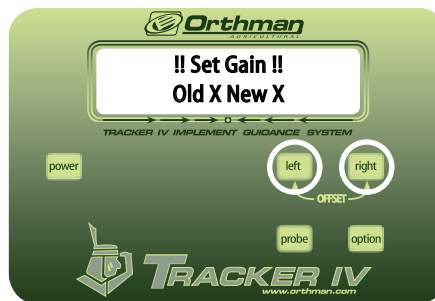 Orthman
AGRICULTURAL
!! Set Gain !!
Old X New X
TRACKER IV IMPLEMENT GUIDANCE SYSTEM
power
left
right
OFFSET
probe
option
TRACKER IV
www.orthman.com